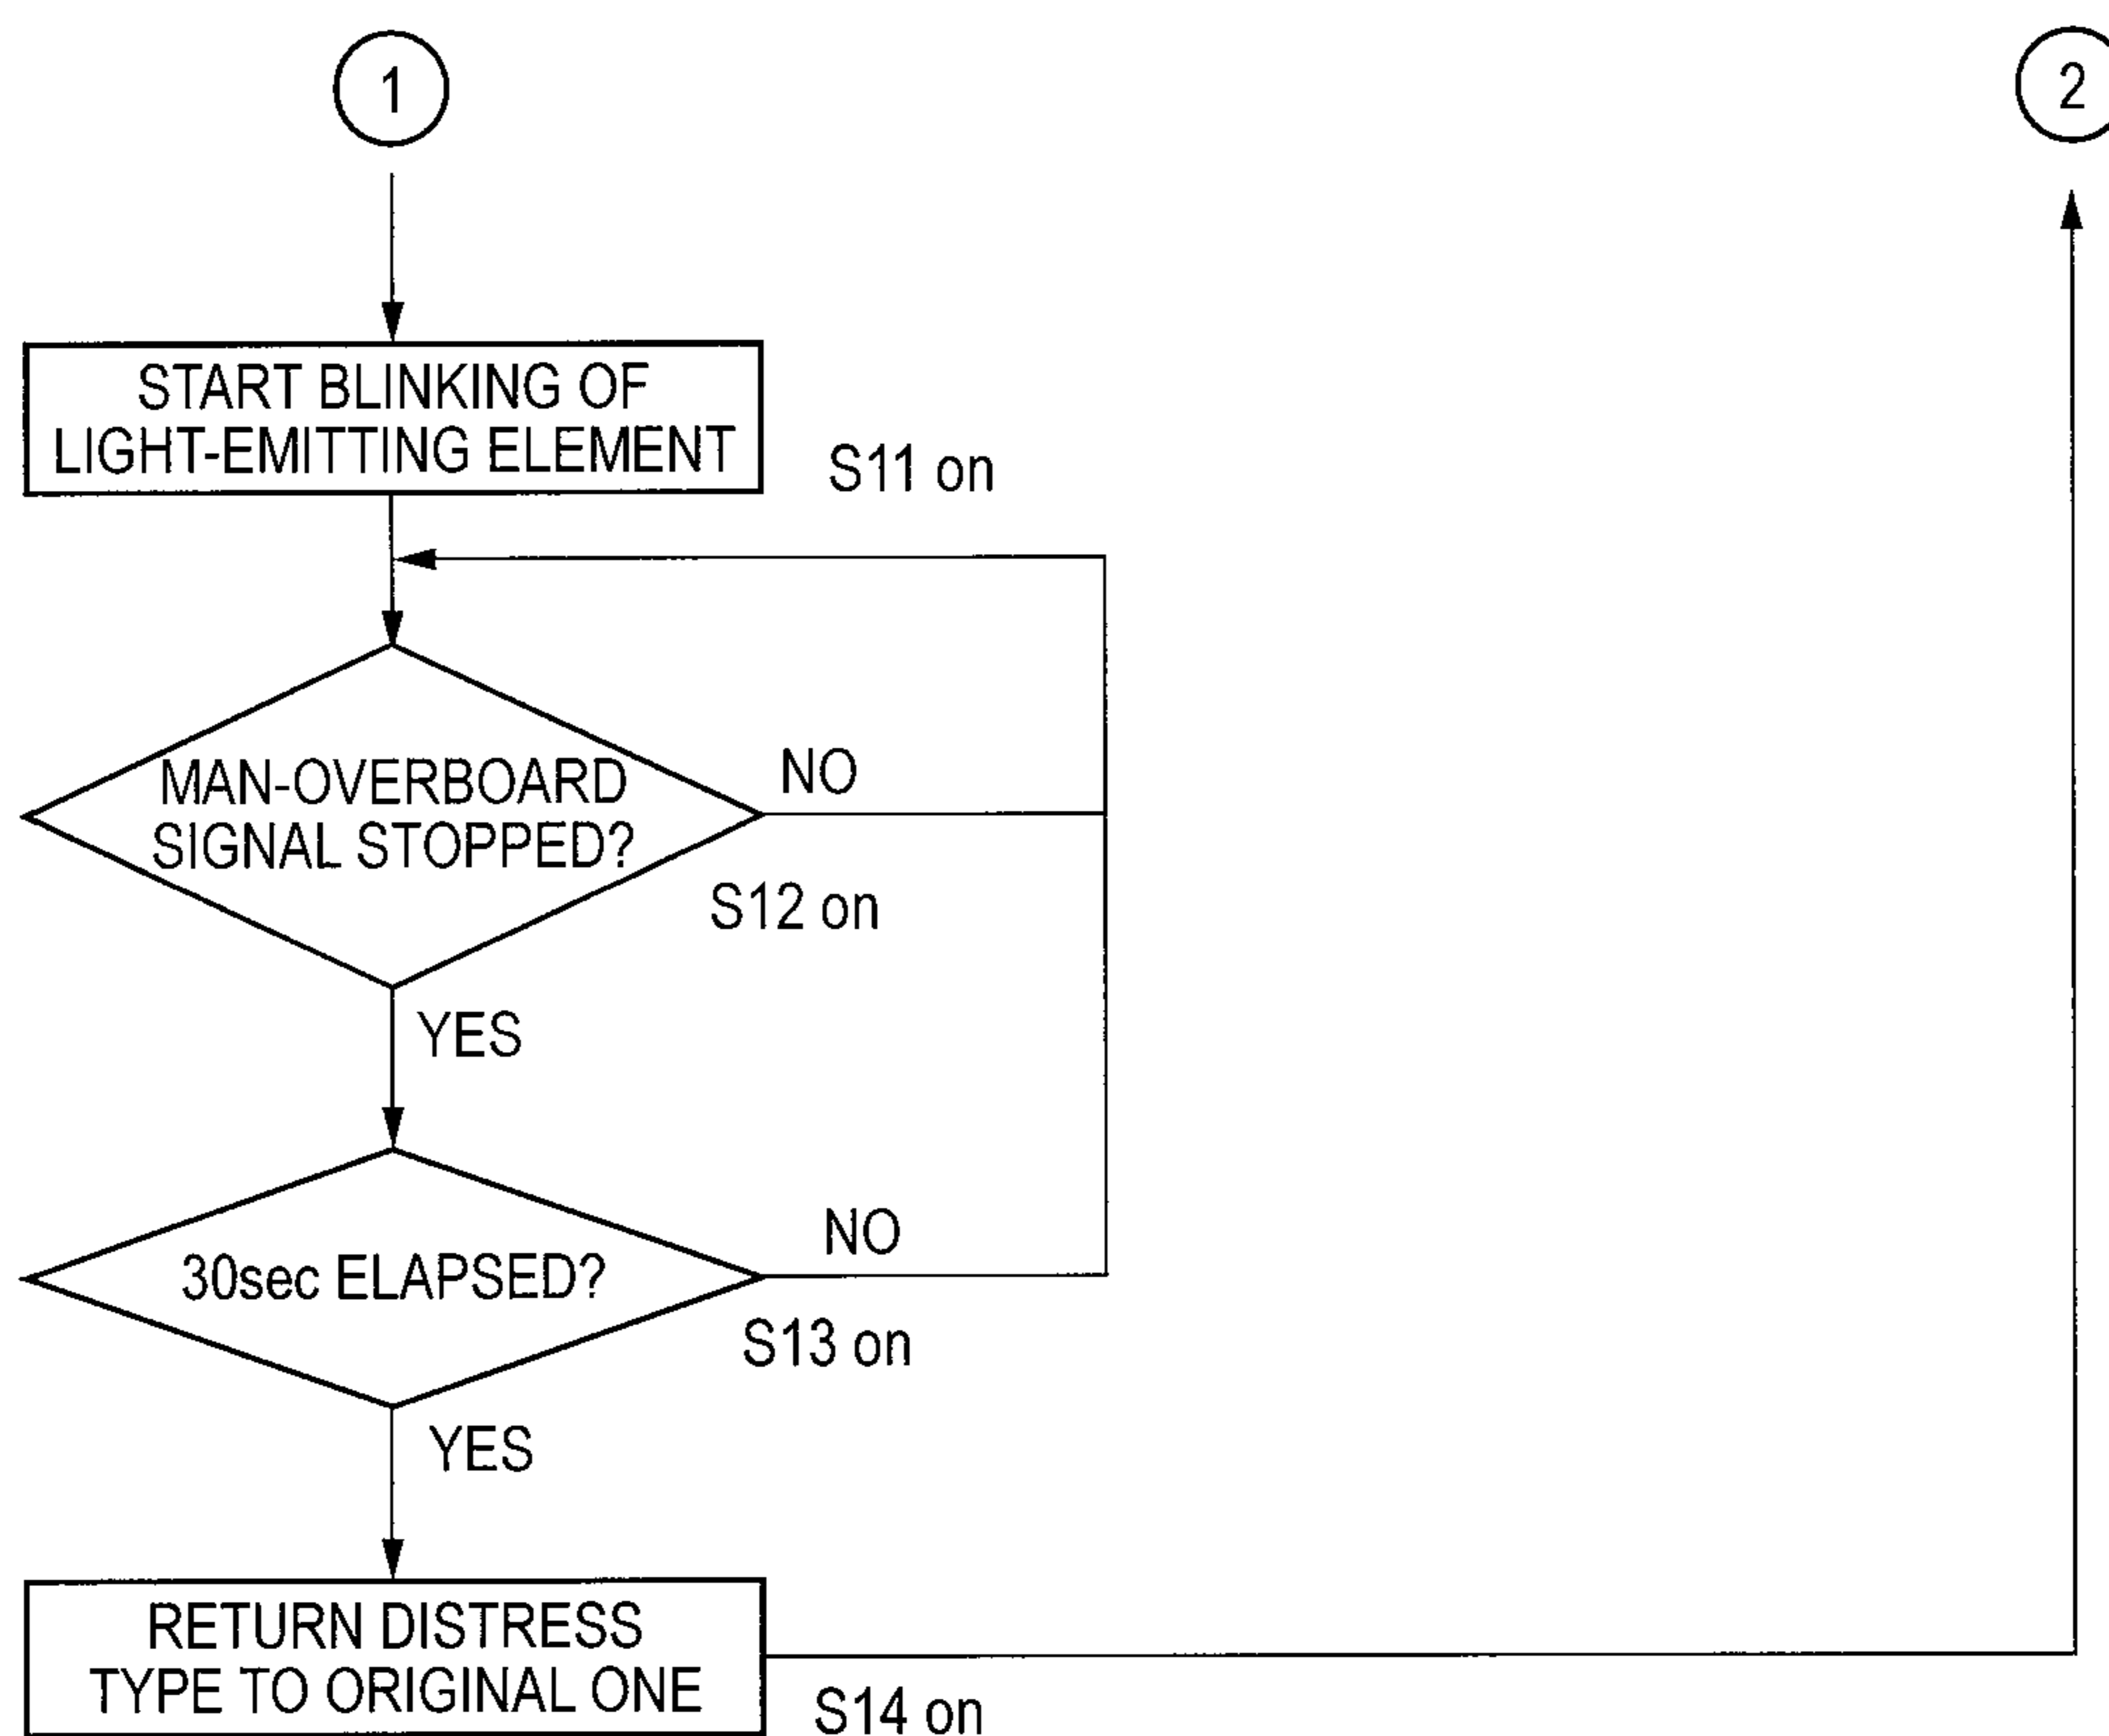 1
2
START BLINKING OF
LIGHT-EMITTING ELEMENT
S11 on
MAN-OVERBOARD
SIGNAL STOPPED?
NO
S12 on
YES
30sec ELAPSED?
NO
S13 on
YES
RETURN DISTRESS
TYPE TO ORIGINAL ONE
S14 on